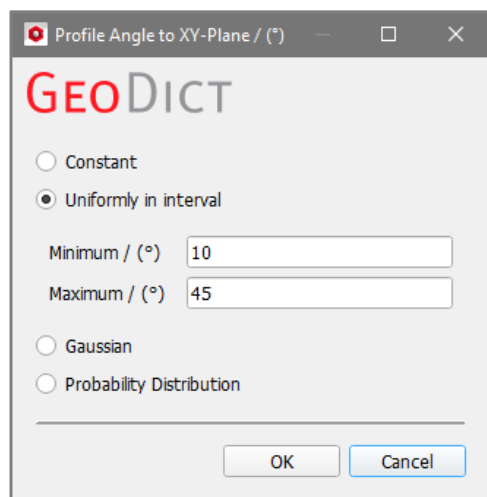 Profile Angle to XY-Plane / (°)
GEODICT
Constant
Uniformly in interval
Minimum / (°) 10
Maximum / (°) 45
Gaussian
Probability Distribution
OK Cancel